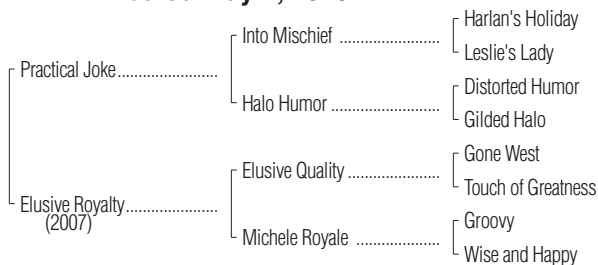 Harlan's Holiday
Into Mischief ........................
Leslie's Lady
Practical Joke........................
Distorted Humor
Halo Humor ..........................
Gilded Halo
Gone West
Elusive Quality ......................
Touch of Greatness
Elusive Royalty......................
(2007)
Groovy
Michele Royale ....................
Wise and Happy